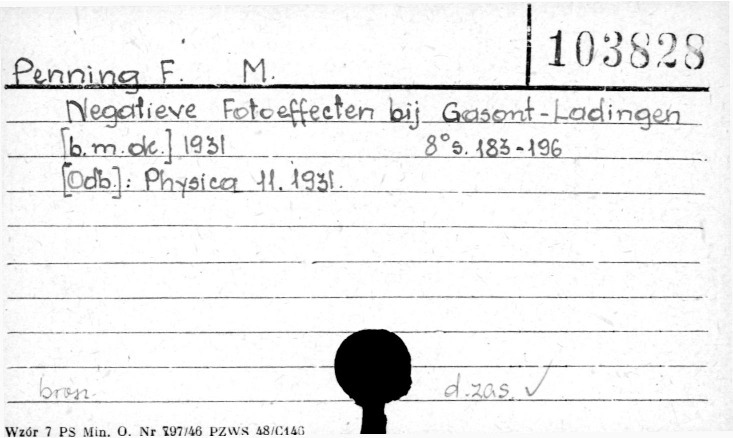 103828
Penning F. M.
Negatieve Fotoeffecten bij Gasont-Ladingen
[b.m.dr.] 1931 8° s. 183-196
[Odb.]: Physica 11. 1931.
bron. d.zas. ✓
Wzór 7 PS Min. O. Nr 797/46 PZWS 48/C146